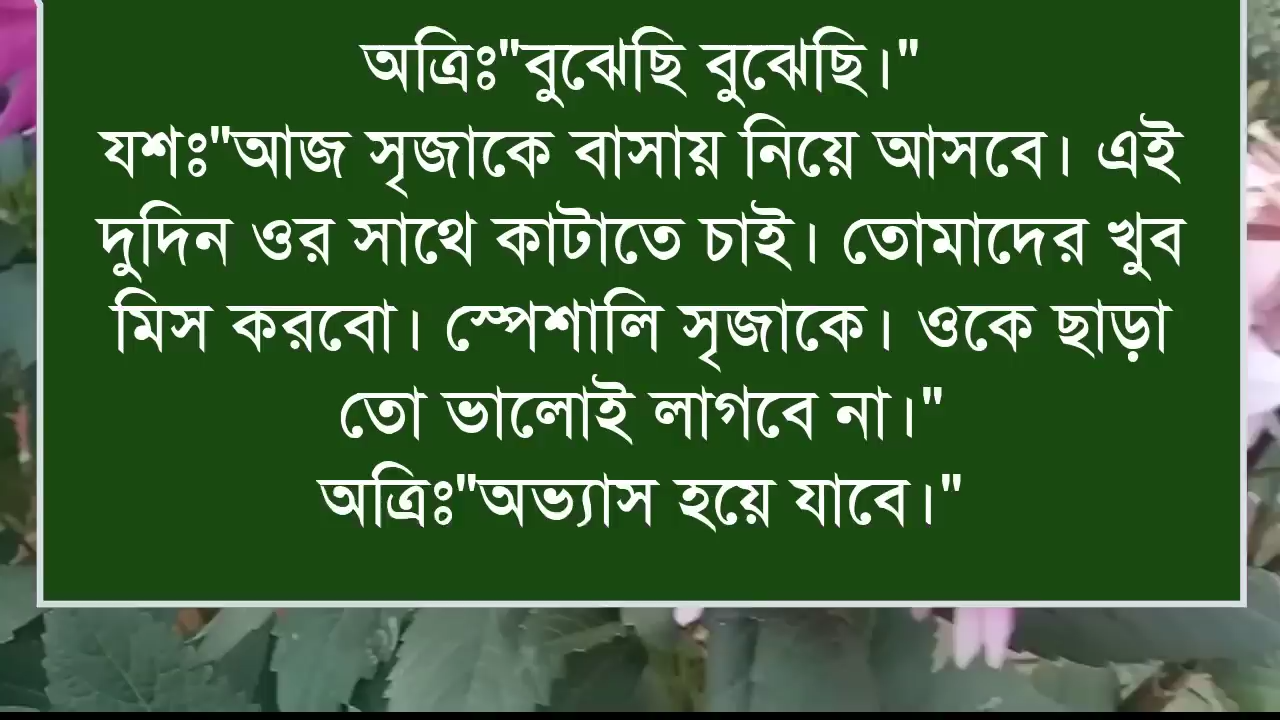 অত্রিঃ"বুঝেছি বুঝেছি।"
যশঃ"আজ সৃজাকে বাসায় নিয়ে আসবে। এই
দুদিন ওর সাথে কাটাতে চাই। তোমাদের খুব
মিস করবো। স্পেশালি সৃজাকে। ওকে ছাড়া
তো ভালোই লাগবে না।"
অত্রিঃ"অভ্যাস হয়ে যাবে।"